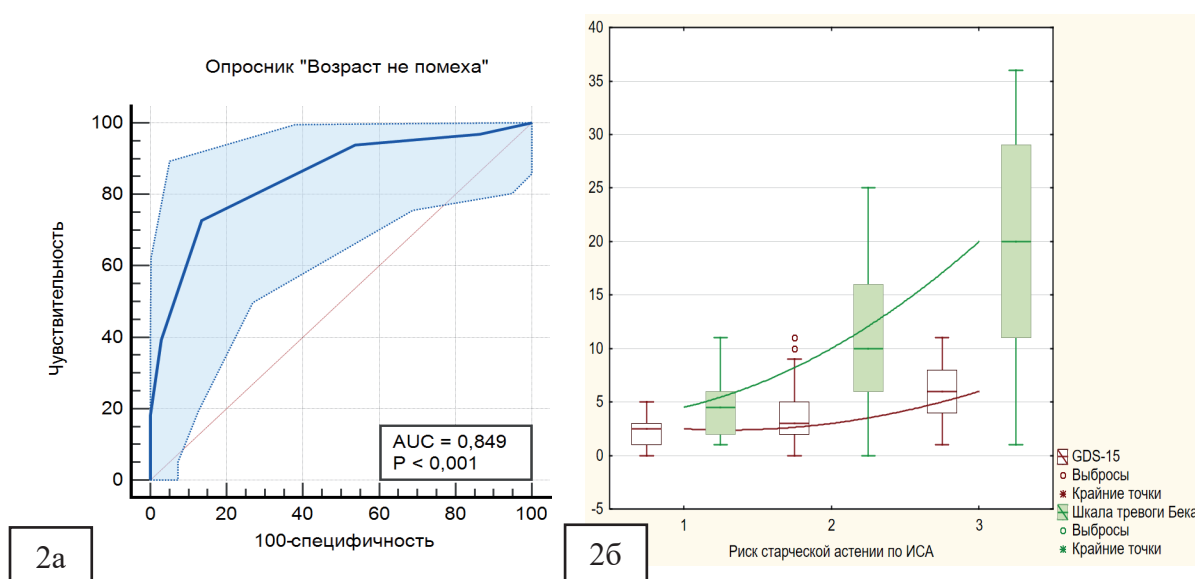 Опросник "Возраст не помеха"
Чувствительность
100
80
60
40
20
0
0 20 40 60 80 100
100-специфичность
AUC = 0,849
P < 0,001
2а
40
35
30
25
20
15
10
5
0
-5
1 2 3
Риск старческой астении по ИСА
GDS-15
Выбросы
Крайние точки
Шкала тревоги Бека
Выбросы
Крайние точки
2б